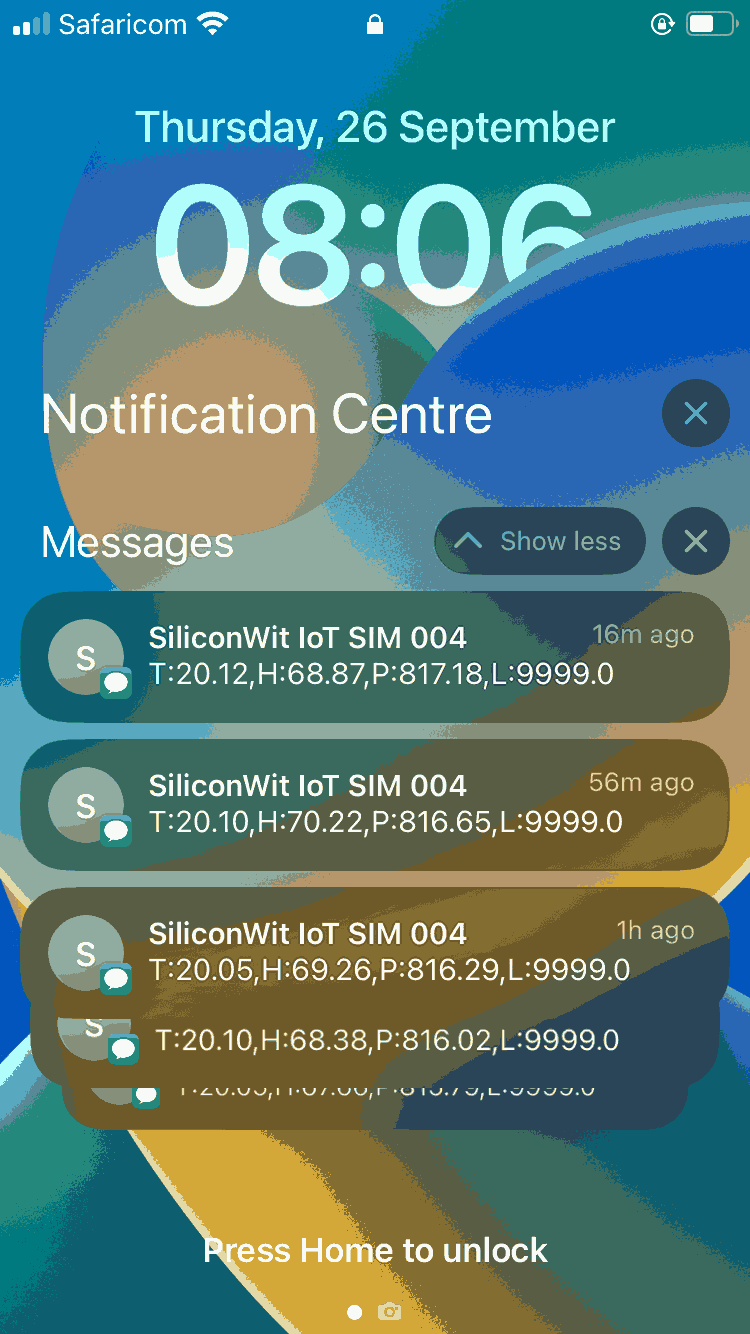 Safaricom
Thursday, 26 September
08:06
Notification Centre
Messages
Show less
S
SiliconWit IoT SIM 004
16m ago
T:20.12,H:68.87,P:817.18,L:9999.0
S
SiliconWit IoT SIM 004
56m ago
T:20.10,H:70.22,P:816.65,L:9999.0
S
SiliconWit IoT SIM 004
1h ago
T:20.05,H:69.26,P:816.29,L:9999.0
S
T:20.10,H:68.38,P:816.02,L:9999.0
Press Home to unlock